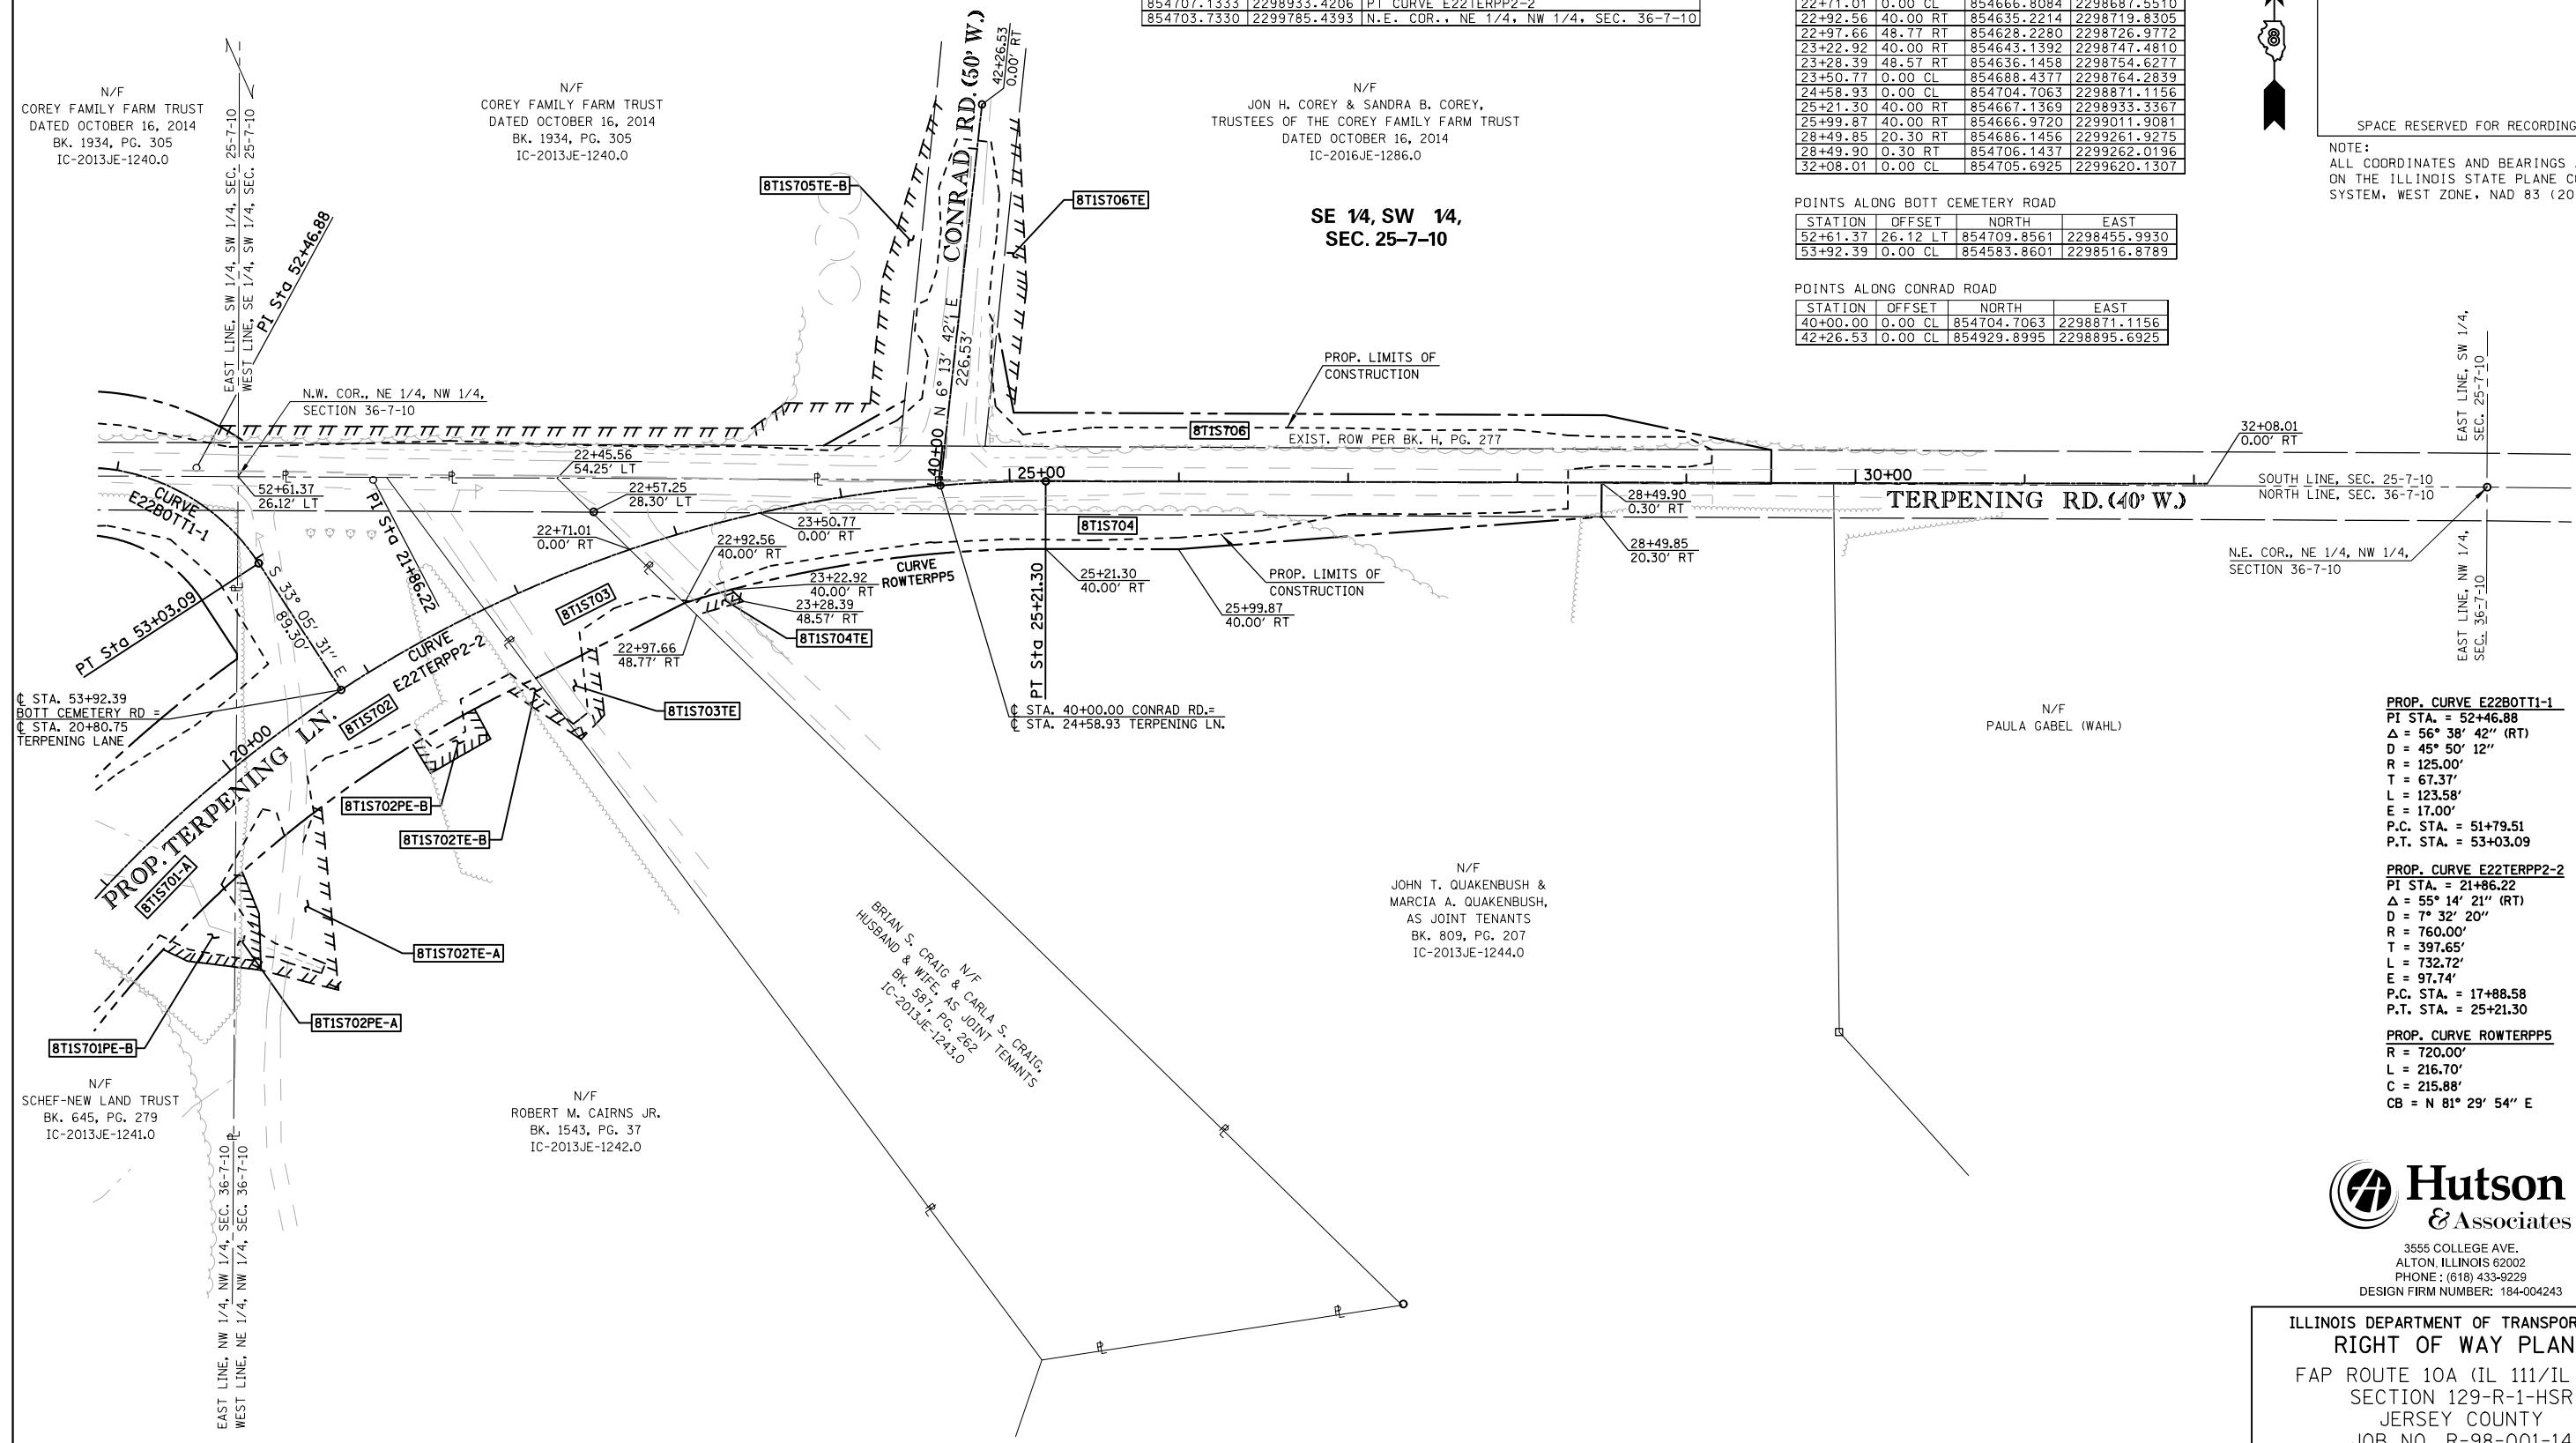 854707.1333 2298933.4206 PT CURVE E22TERPP2-2
854703.7330 2299785.4393 N.E. COR., NE 1/4, NW 1/4, SEC. 36-7-10
22+71.01 0.00 CL 854666.8084 2298687.5510
22+92.56 40.00 RT 854635.2214 2298719.8305
22+97.66 48.77 RT 854628.2280 2298726.9772
23+22.92 40.00 RT 854643.1392 2298747.4810
23+28.39 48.57 RT 854636.1458 2298754.6277
23+50.77 0.00 CL 854688.4377 2298764.2839
24+58.93 0.00 CL 854704.7063 2298871.1156
25+21.30 40.00 RT 854667.1369 2298933.3367
25+99.87 40.00 RT 854666.9720 2299011.9081
28+49.85 20.30 RT 854686.1456 2299261.9275
28+49.90 0.30 RT 854706.1437 2299262.0196
32+08.01 0.00 CL 854705.6925 2299620.1307
POINTS ALONG BOTT CEMETERY ROAD
STATION OFFSET NORTH EAST
52+61.37 26.12 LT 854709.8561 2298455.9930
53+92.39 0.00 CL 854583.8601 2298516.8789
POINTS ALONG CONRAD ROAD
STATION OFFSET NORTH EAST
40+00.00 0.00 CL 854704.7063 2298871.1156
42+26.53 0.00 CL 854929.8995 2298895.6925
8
SPACE RESERVED FOR RECORDING
NOTE:
ALL COORDINATES AND BEARINGS
ON THE ILLINOIS STATE PLANE
SYSTEM, WEST ZONE, NAD 83 (20
N/F
COREY FAMILY FARM TRUST
DATED OCTOBER 16, 2014
BK. 1934, PG. 305
IC-2013JE-1240.0
EAST LINE, SW 1/4, SW 1/4, SEC. 25-7-10
WEST LINE, SE 1/4, SW 1/4, SEC. 25-7-10
PI Sta 52+46.88
N/F
COREY FAMILY FARM TRUST
DATED OCTOBER 16, 2014
BK. 1934, PG. 305
IC-2013JE-1240.0
8T1S705TE-B
CONRAD RD. (50' W.)
42+26.53
0.00' RT
N 6° 13' 42" E
226.53'
8T1S706TE
N/F
JON H. COREY & SANDRA B. COREY,
TRUSTEES OF THE COREY FAMILY FARM TRUST
DATED OCTOBER 16, 2014
IC-2016JE-1286.0
SE 1/4, SW 1/4,
SEC. 25–7–10
PROP. LIMITS OF
CONSTRUCTION
8T1S706
EXIST. ROW PER BK. H, PG. 277
N.W. COR., NE 1/4, NW 1/4,
SECTION 36-7-10
CURVE
E22BOTT1-1
52+61.37
26.12' LT
PI Sta 21+86.22
22+45.56
54.25' LT
22+57.25
28.30' LT
22+71.01
0.00' RT
23+50.77
0.00' RT
22+92.56
40.00' RT
40+00
25+00
30+00
TERPENING RD. (40' W.)
32+08.01
0.00' RT
EAST LINE, SW 1/4,
SEC. 25-7-10
SOUTH LINE, SEC. 25-7-10
NORTH LINE, SEC. 36-7-10
N.E. COR., NE 1/4, NW 1/4,
SECTION 36-7-10
EAST LINE, NW 1/4,
SEC. 36-7-10
28+49.90
0.30' RT
28+49.85
20.30' RT
8T1S704
CURVE
ROWTERPP5
23+22.92
40.00' RT
23+28.39
48.57' RT
8T1S704TE
PT Sta 25+21.30
25+21.30
40.00' RT
PROP. LIMITS OF
CONSTRUCTION
25+99.87
40.00' RT
8T1S703
22+97.66
48.77' RT
PT Sta 53+03.09
S 33° 05' 31" E
89.30'
CURVE
E22TERPP2-2
℄ STA. 53+92.39
BOTT CEMETERY RD =
℄ STA. 20+80.75
TERPENING LANE
20+00
PROP. TERPENING LN.
8T1S702
8T1S703TE
℄ STA. 40+00.00 CONRAD RD.=
℄ STA. 24+58.93 TERPENING LN.
8T1S702PE-B
8T1S702TE-B
8T1S701-A
8T1S702TE-A
8T1S702PE-A
8T1S701PE-B
N/F
SCHEF-NEW LAND TRUST
BK. 645, PG. 279
IC-2013JE-1241.0
EAST LINE, NW 1/4, NW 1/4, SEC. 36-7-10
WEST LINE, NE 1/4, NW 1/4, SEC. 36-7-10
N/F
ROBERT M. CAIRNS JR.
BK. 1543, PG. 37
IC-2013JE-1242.0
N/F
BRIAN S. CRAIG & CARLA S. CRAIG,
HUSBAND & WIFE, AS JOINT TENANTS
BK. 587, PG. 262
IC-2013JE-1243.0
N/F
JOHN T. QUAKENBUSH &
MARCIA A. QUAKENBUSH,
AS JOINT TENANTS
BK. 809, PG. 207
IC-2013JE-1244.0
N/F
PAULA GABEL (WAHL)
PROP. CURVE E22BOTT1-1
PI STA. = 52+46.88
Δ = 56° 38' 42" (RT)
D = 45° 50' 12"
R = 125.00'
T = 67.37'
L = 123.58'
E = 17.00'
P.C. STA. = 51+79.51
P.T. STA. = 53+03.09
PROP. CURVE E22TERPP2-2
PI STA. = 21+86.22
Δ = 55° 14' 21" (RT)
D = 7° 32' 20"
R = 760.00'
T = 397.65'
L = 732.72'
E = 97.74'
P.C. STA. = 17+88.58
P.T. STA. = 25+21.30
PROP. CURVE ROWTERPP5
R = 720.00'
L = 216.70'
C = 215.88'
CB = N 81° 29' 54" E
Hutson
& Associates
3555 COLLEGE AVE.
ALTON, ILLINOIS 62002
PHONE : (618) 433-9229
DESIGN FIRM NUMBER: 184-004243
ILLINOIS DEPARTMENT OF TRANSPOR
RIGHT OF WAY PLAN
FAP ROUTE 10A (IL 111/IL
SECTION 129-R-1-HSR
JERSEY COUNTY
JOB NO. R-98-001-14